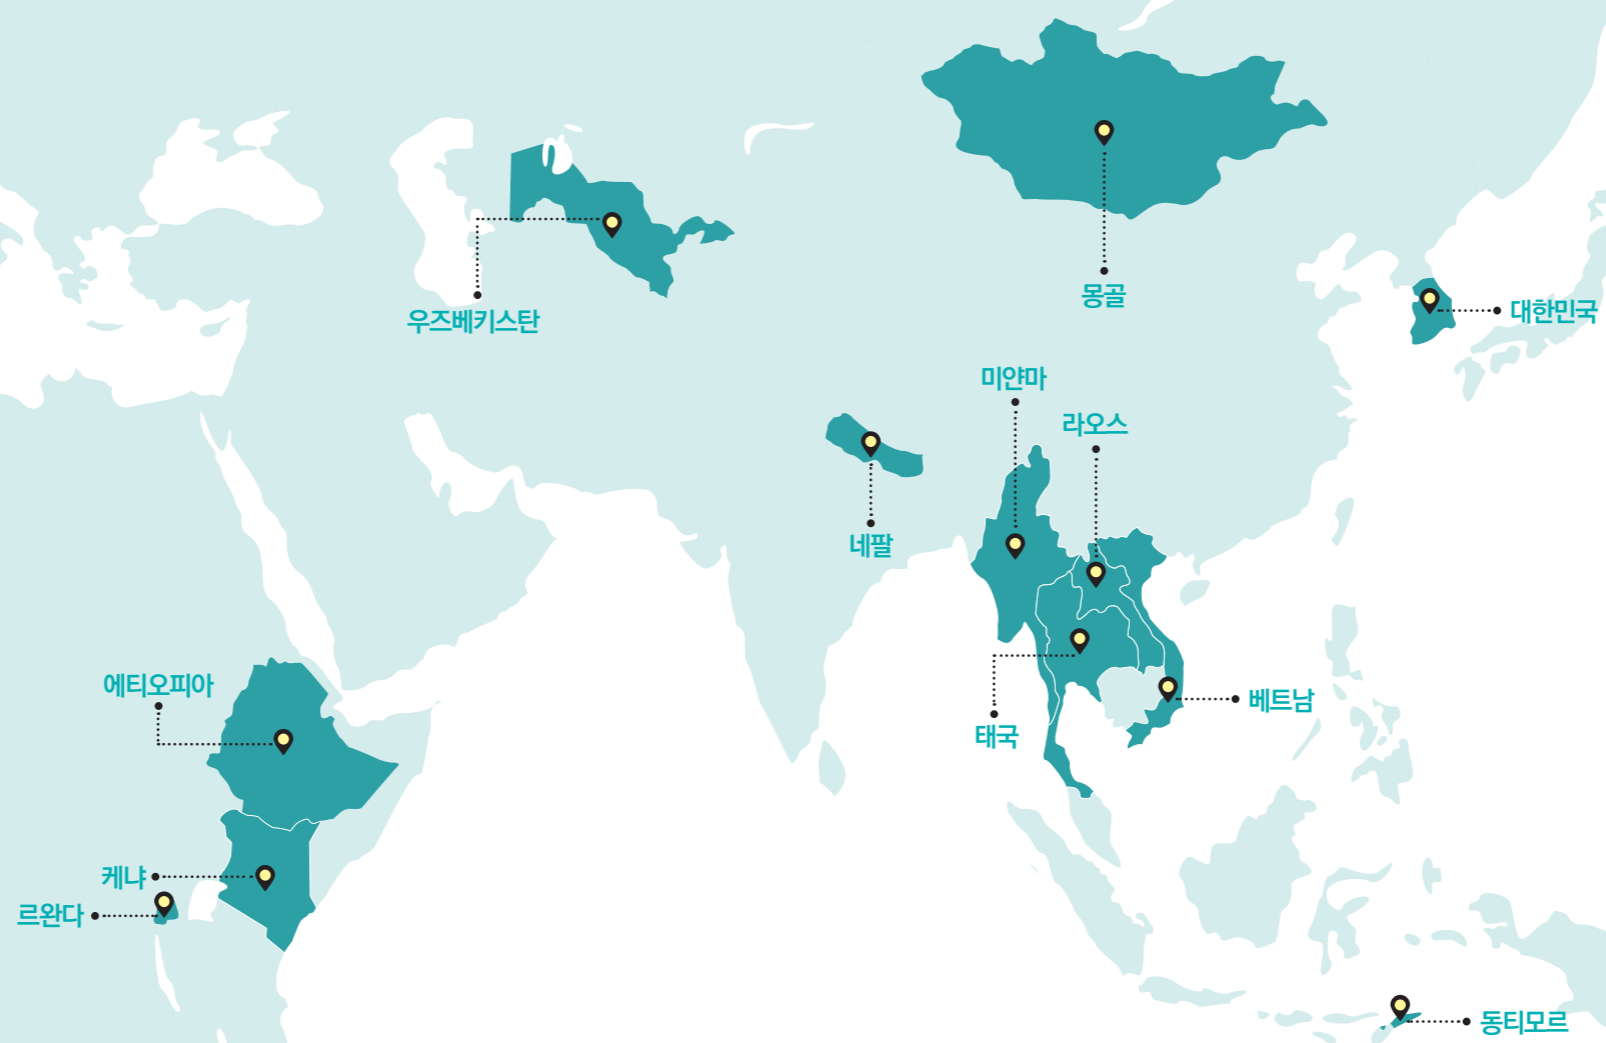 몽골
대한민국
우즈베키스탄
미얀마
라오스
네팔
에티오피아
베트남
태국
케냐
르완다
동티모르